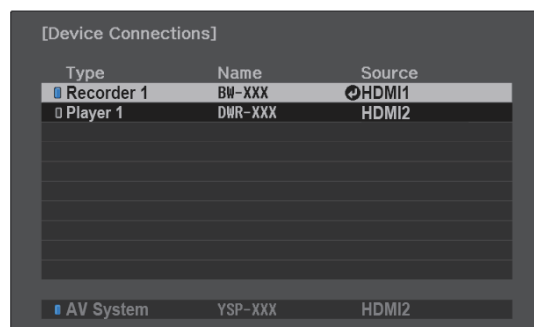 [Device Connections]
Type Name Source
Recorder 1 BW-XXX HDMI1
Player 1 DWR-XXX HDMI2
AV System YSP-XXX HDMI2